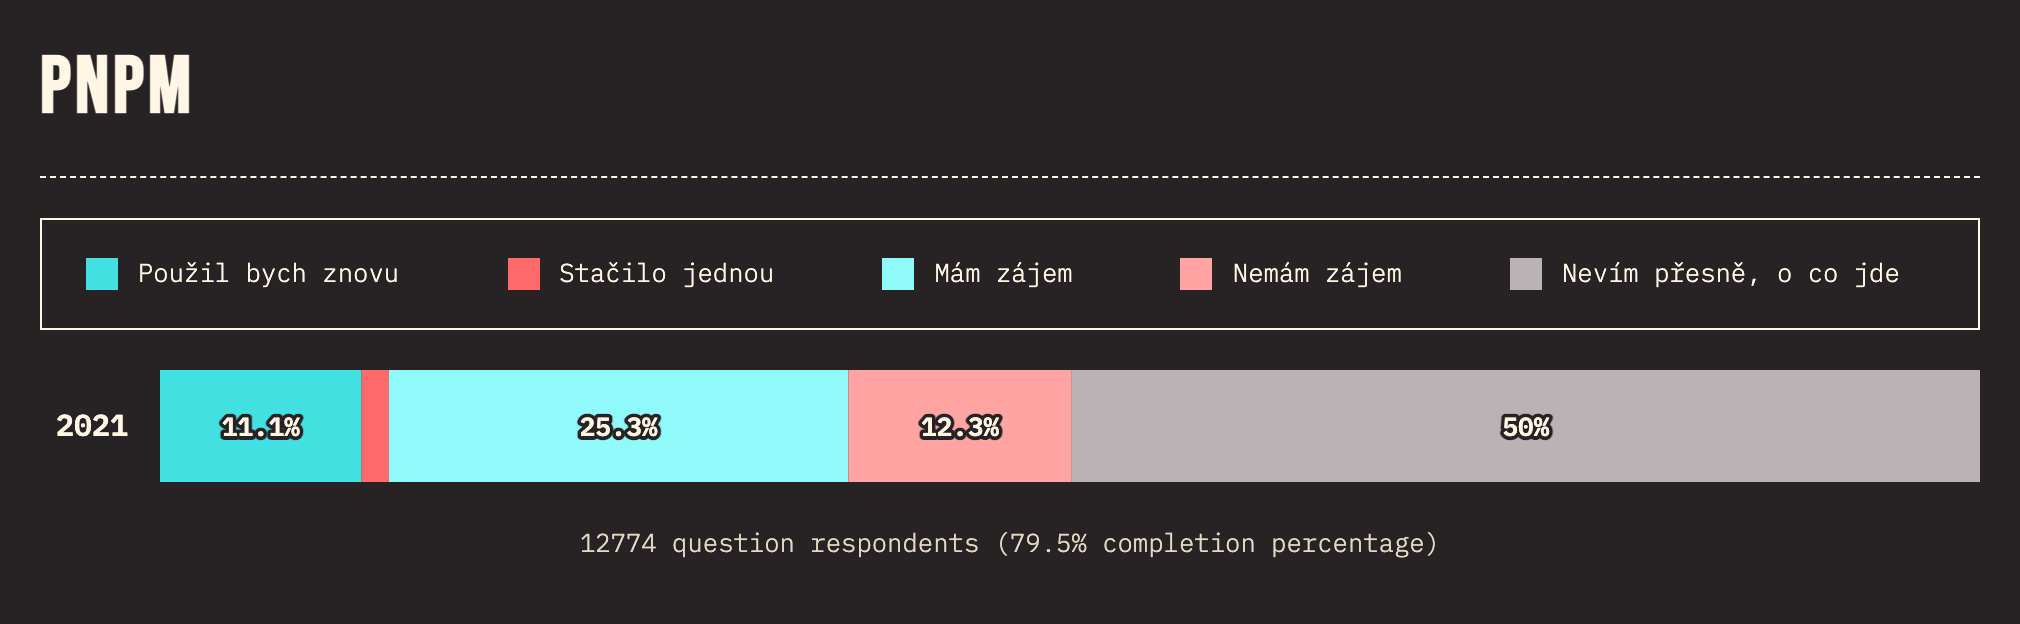 PNPM
Použil bych znovu Stačilo jednou Mám zájem Nemám zájem Nevím přesně, o co jde
2021 11.1% 25.3% 12.3% 50%
12774 question respondents (79.5% completion percentage)